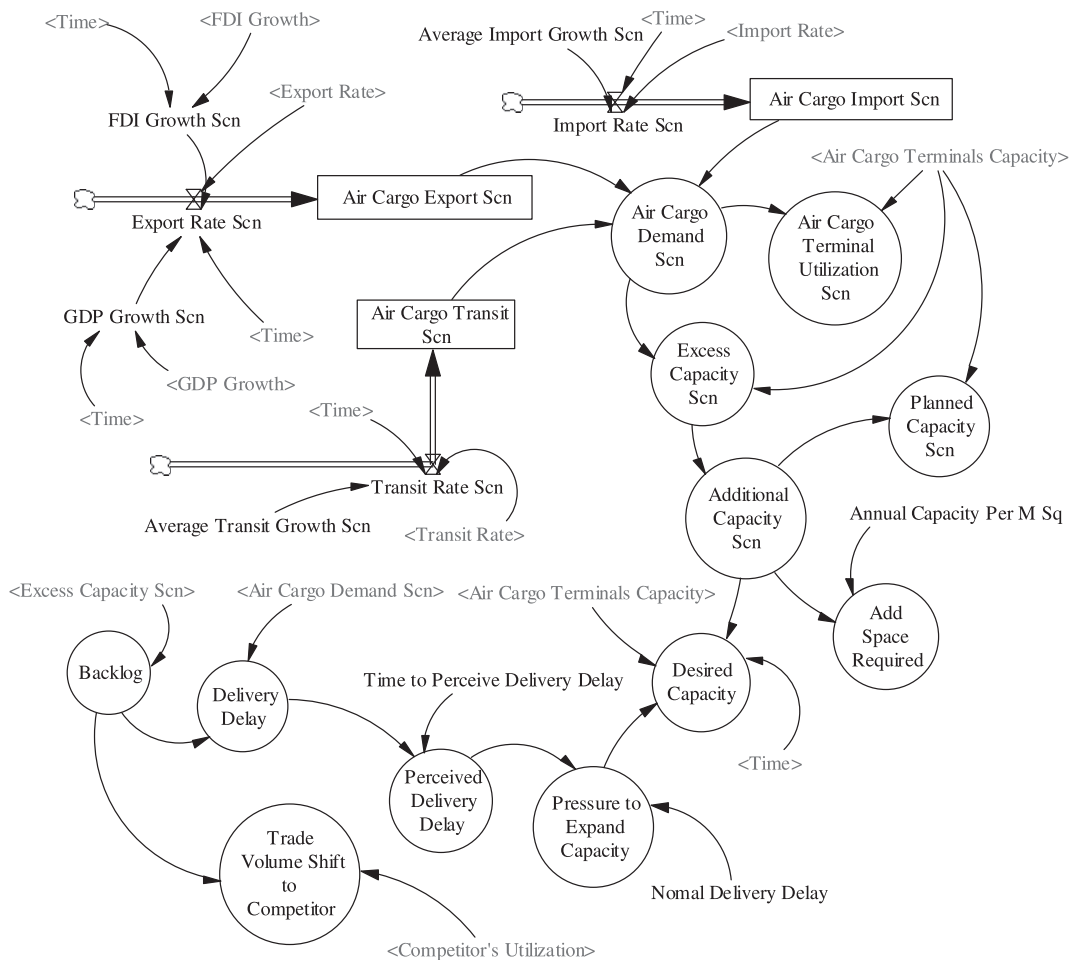 <Time>
<FDI Growth>
Average Import Growth Scn
<Time>
<Import Rate>
<Export Rate>
FDI Growth Scn
Import Rate Scn
Air Cargo Import Scn
<Air Cargo Terminals Capacity>
Export Rate Scn
Air Cargo Export Scn
Air Cargo
Demand
Scn
Air Cargo
Terminal
Utilization
Scn
GDP Growth Scn
<Time>
<GDP Growth>
<Time>
Air Cargo Transit
Scn
Excess
Capacity
Scn
Planned
Capacity
Scn
<Time>
Transit Rate Scn
Average Transit Growth Scn
<Transit Rate>
Additional
Capacity
Scn
Annual Capacity Per M Sq
<Excess Capacity Scn>
<Air Cargo Demand Scn>
<Air Cargo Terminals Capacity>
Add
Space
Required
Backlog
Delivery
Delay
Time to Perceive Delivery Delay
Desired
Capacity
<Time>
Perceived
Delivery
Delay
Pressure to
Expand
Capacity
Trade
Volume Shift
to
Competitor
Nomal Delivery Delay
<Competitor's Utilization>